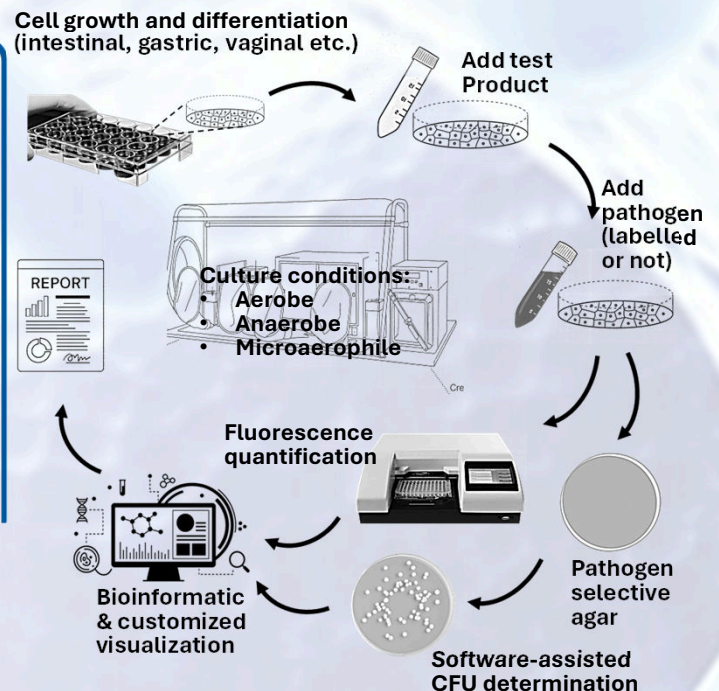 Cell growth and differentiation
(intestinal, gastric, vaginal etc.)
Add test
Product
Add
pathogen
(labelled
or not)
Culture conditions:
• Aerobe
• Anaerobe
• Microaerophile
Cre
REPORT
Fluorescence
quantification
Pathogen
selective
agar
Bioinformatic
& customized
visualization
Software-assisted
CFU determination